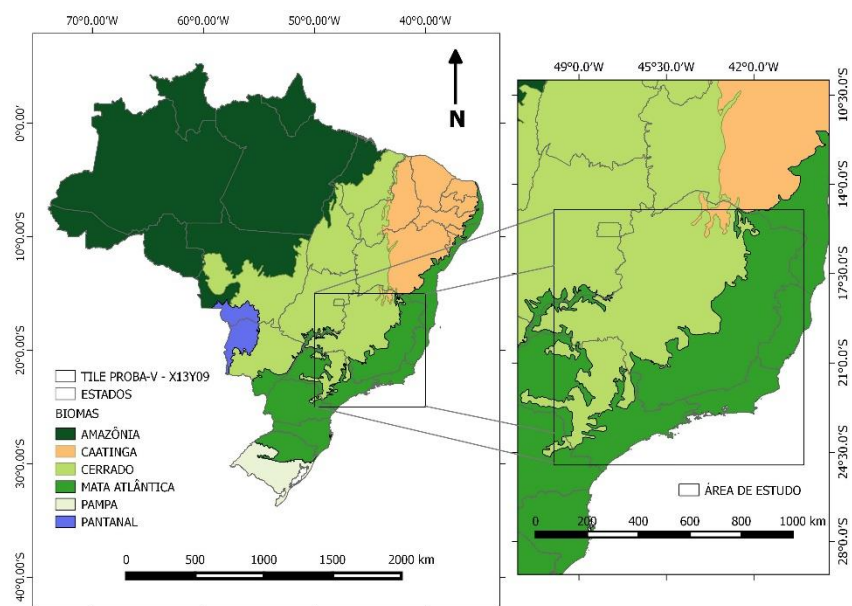 70°0.00'W 60°0.00'W 50°0.00'W 40°0.00'W
0°0.00'
10°0.00'S
20°0.00'S
30°0.00'S
40°0.00'S
N
TILE PROBA-V - X13Y09
ESTADOS
BIOMAS
AMAZÔNIA
CAATINGA
CERRADO
MATA ATLÂNTICA
PAMPA
PANTANAL
0 500 1000 1500 2000 km
49°0.0'W 45°30.0'W 42°0.0'W
10°30.0'S
14°0.0'S
17°30.0'S
21°0.0'S
24°30.0'S
28°0.0'S
ÁREA DE ESTUDO
0 200 400 600 800 1000 km